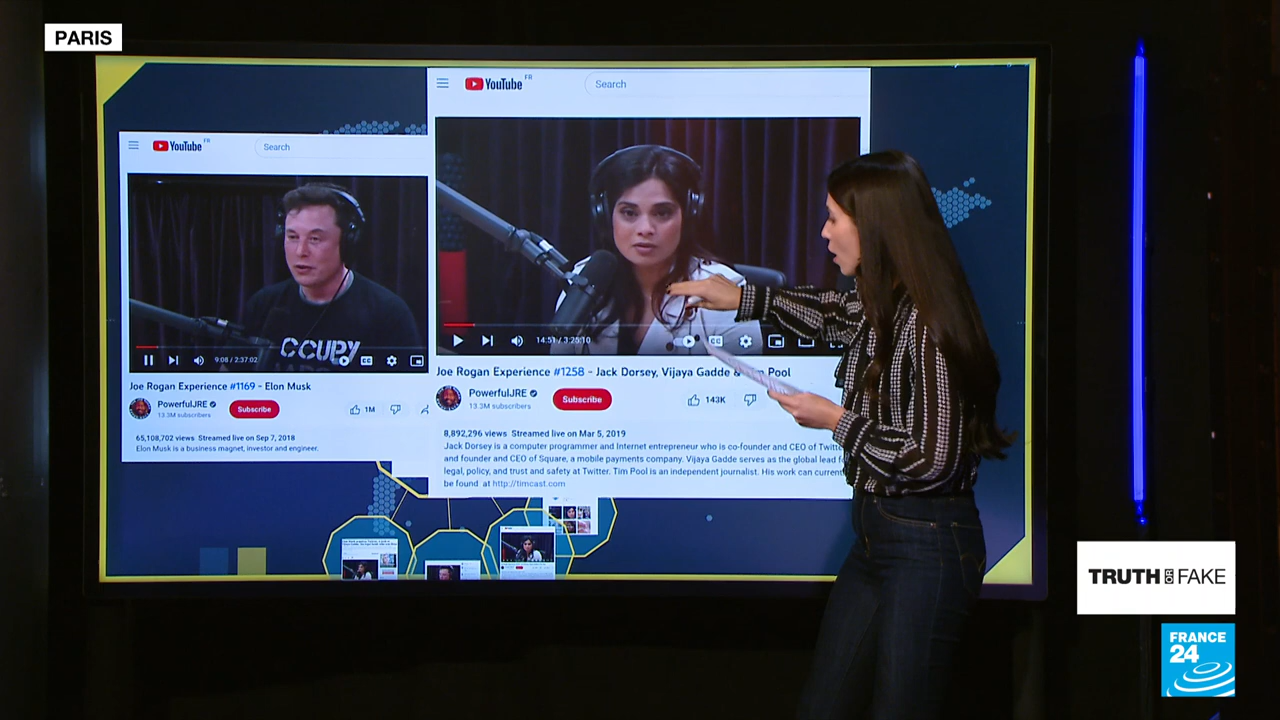 PARIS
YouTube FR
Search
9:08 / 2:37:02
CC
OCCUPY
Joe Rogan Experience #1169 - Elon Musk
PowerfulJRE
13.3M subscribers
Subscribe
1M
65,108,702 views Streamed live on Sep 7, 2018
Elon Musk is a business magnet, investor and engineer.
YouTube FR
Search
14:51 / 3:25:10
CC
Joe Rogan Experience #1258 - Jack Dorsey, Vijaya Gadde & Tim Pool
PowerfulJRE
13.3M subscribers
Subscribe
143K
8,892,296 views Streamed live on Mar 5, 2019
Jack Dorsey is a computer programmer and Internet entrepreneur who is co-founder and CEO of Twitte
and founder and CEO of Square, a mobile payments company. Vijaya Gadde serves as the global lead f
legal, policy, and trust and safety at Twitter. Tim Pool is an independent journalist. His work can current
be found at http://timcast.com
TRUTH OR FAKE
FRANCE
24